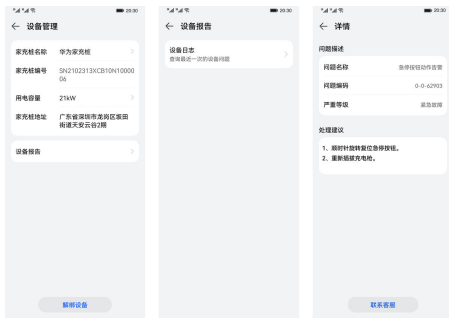 20:30
← 设备管理
家充桩名称 华为家充桩
家充桩编号 SN2102313XCB10N10000
06
用电容量 21kW
家充桩地址 广东省深圳市龙岗区坂田
街道天安云谷2期
设备报告
解绑设备
20:30
← 设备报告
设备日志
查询最近一次的设备问题
20:30
← 详情
问题描述
问题名称 急停按钮动作告警
问题编码 0-0-62903
严重等级 紧急故障
处理建议
1、顺时针旋转复位急停按钮。
2、重新插拔充电枪。
联系客服